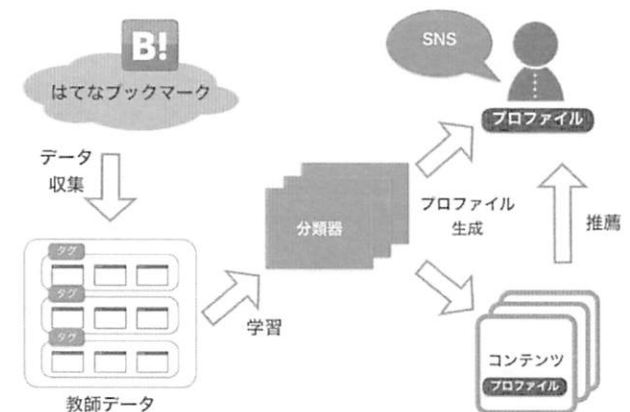 B!
はてなブックマーク
データ
収集
タグ
タグ
タグ
教師データ
学習
分類器
SNS
プロファイル
プロファイル
生成
推薦
コンテンツ
プロファイル